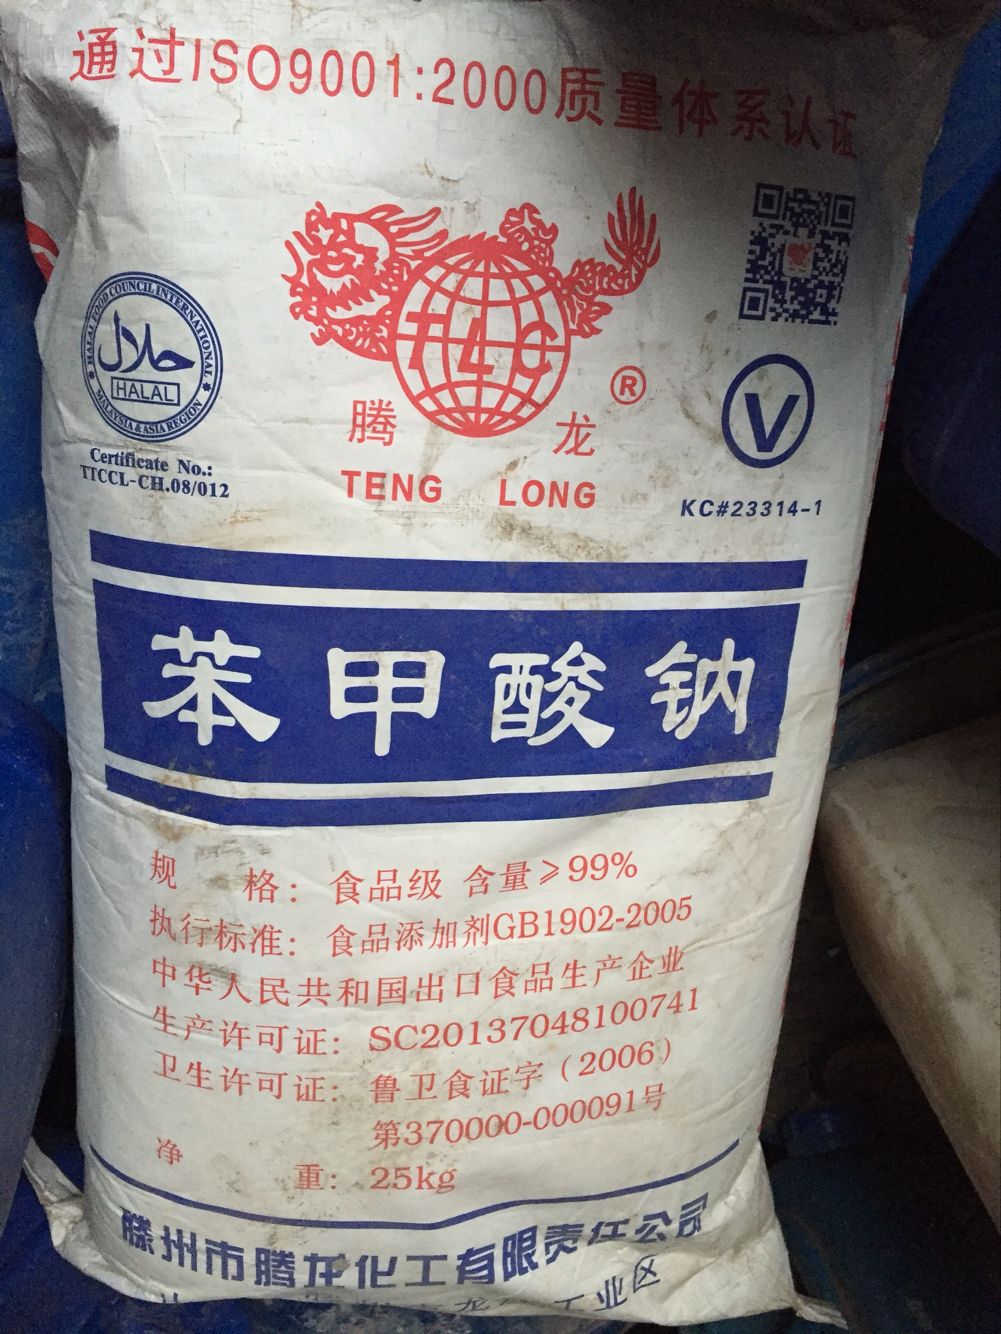 通过ISO9001:2000质量体系认证
HALAL FOOD COUNCIL INTERNATIONAL
حلال
HALAL
MALAYSIA & ASIA REGION
Certificate No.:
TTCCL-CH.08/012
TLC
腾龙®
TENG LONG
V
KC#23314-1
苯甲酸钠
规格：食品级 含量≥99%
执行标准：食品添加剂GB1902-2005
中华人民共和国出口食品生产企业
生产许可证：SC20137048100741
卫生许可证：鲁卫食证字（2006）
第370000-000091号
净重：25kg
滕州市腾龙化工有限责任公司
工业区